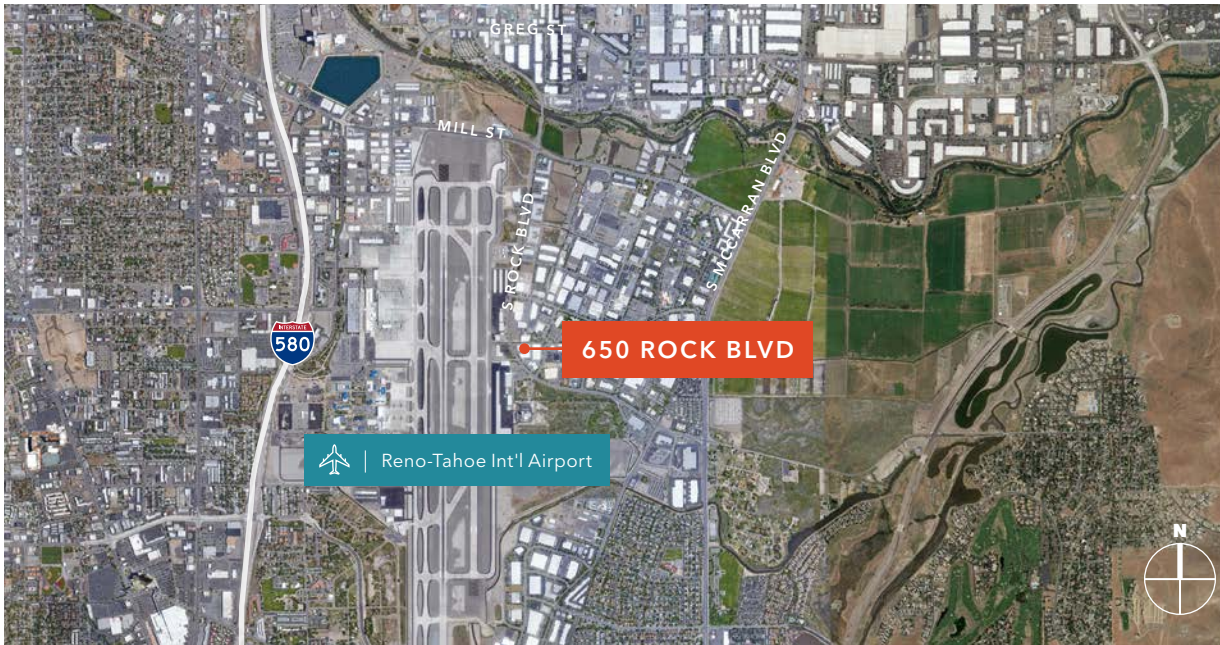 GREG ST
MILL ST
S ROCK BLVD
S MCCARRAN BLVD
INTERSTATE
580
650 ROCK BLVD
Reno-Tahoe Int'l Airport
N